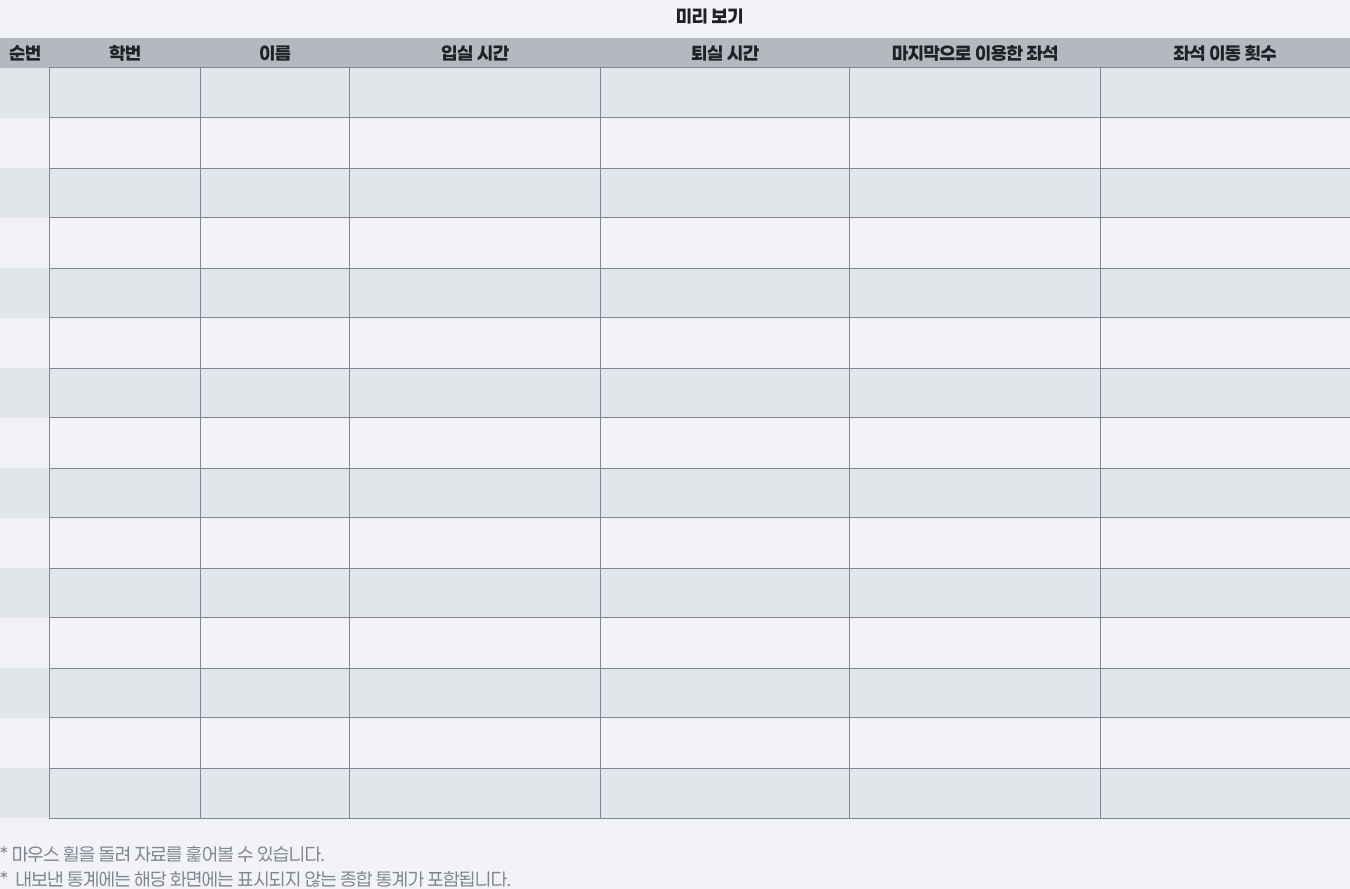 미리 보기
순번 학번 이름 입실 시간 퇴실 시간 마지막으로 이용한 좌석 좌석 이동 횟수
* 마우스 휠을 돌려 자료를 훑어볼 수 있습니다.
* 내보낸 통계에는 해당 화면에는 표시되지 않는 종합 통계가 포함됩니다.